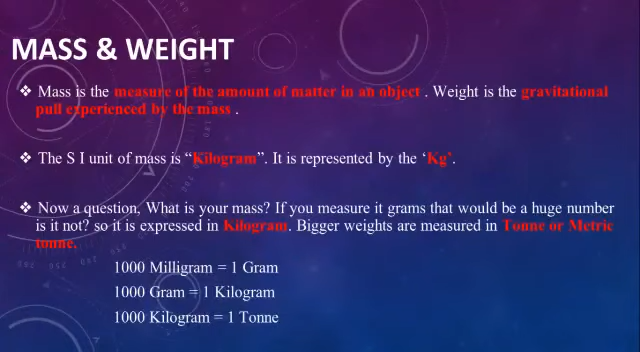 MASS & WEIGHT
❖ Mass is the measure of the amount of matter in an object . Weight is the gravitational
pull experienced by the mass .
❖ The S I unit of mass is “Kilogram”. It is represented by the ‘Kg’.
❖ Now a question, What is your mass? If you measure it grams that would be a huge number
is it not? so it is expressed in Kilogram. Bigger weights are measured in Tonne or Metric
tonne.
1000 Milligram = 1 Gram
1000 Gram = 1 Kilogram
1000 Kilogram = 1 Tonne